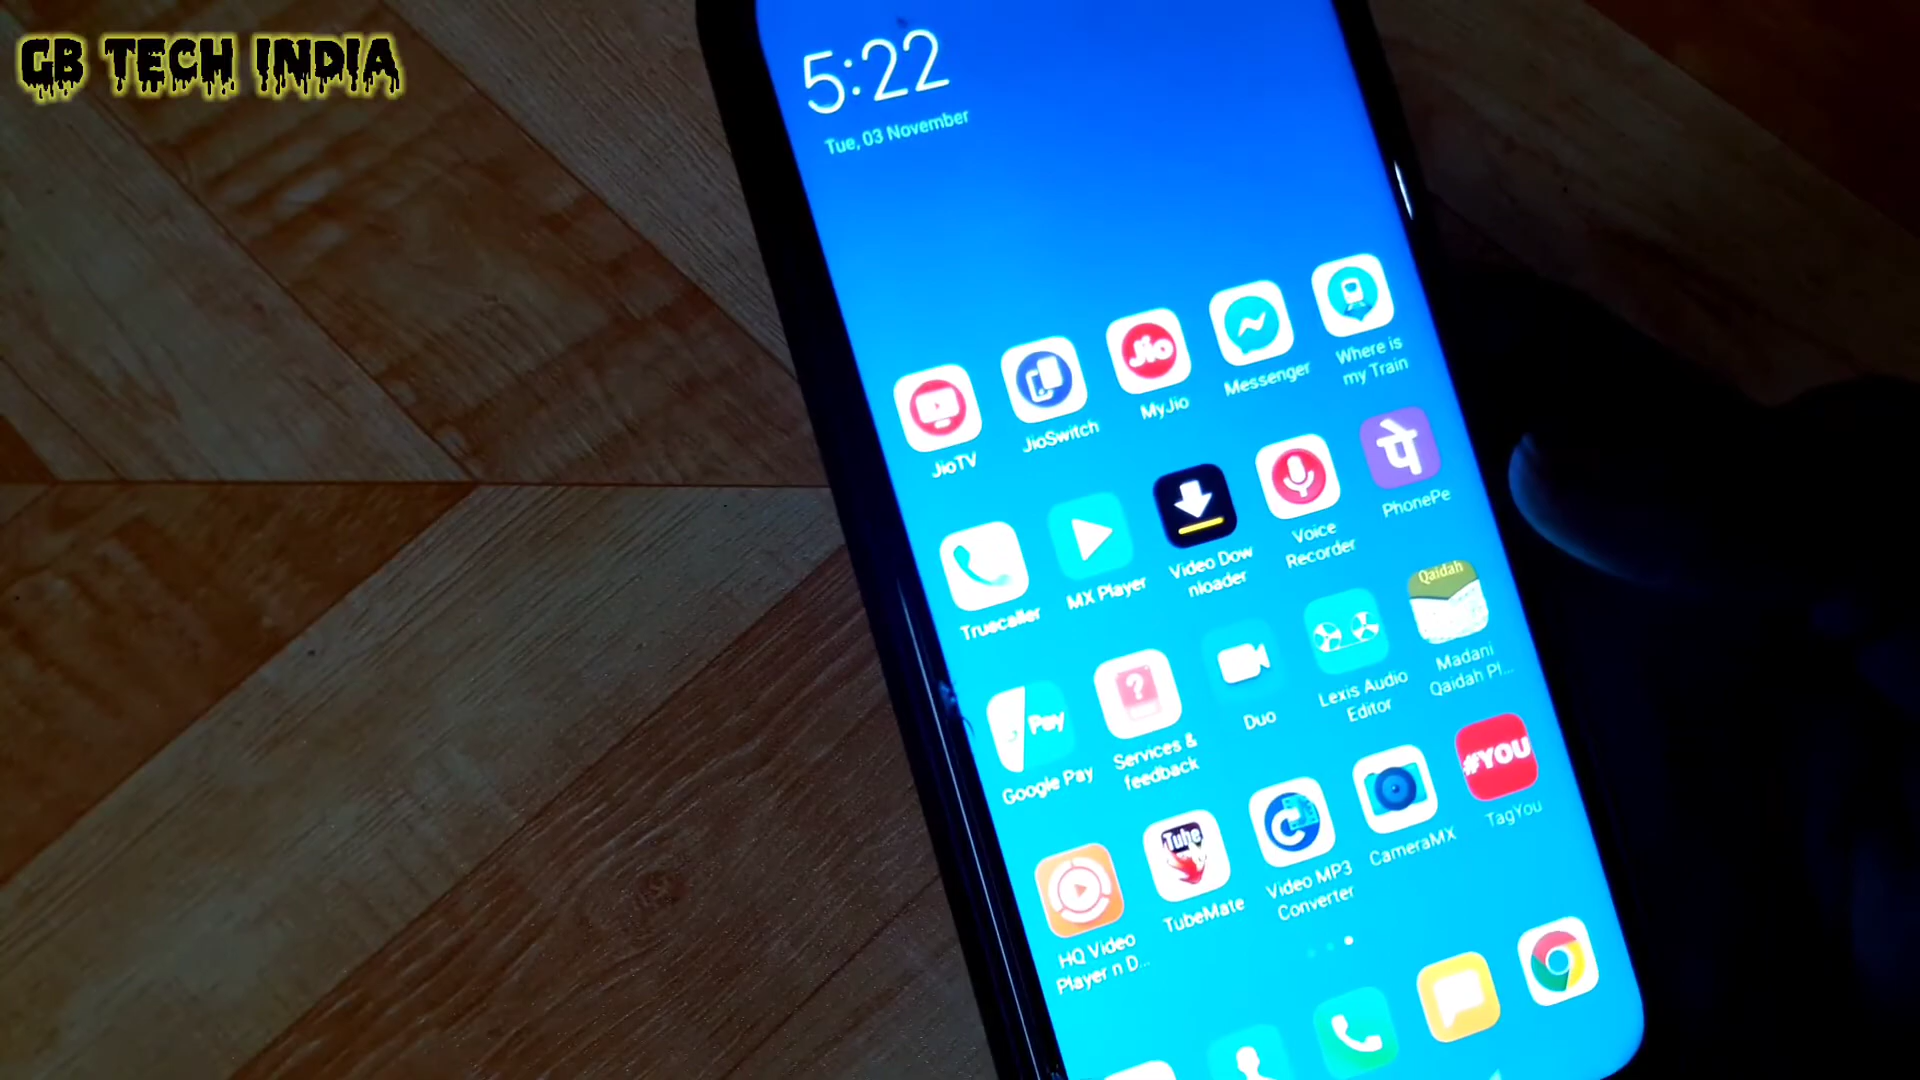 GB TECH INDIA
5:22
Tue, 03 November
JioTV
JioSwitch
Jio
MyJio
Messenger
Where is
my Train
Truecaller
MX Player
Video Dow
nloader
Voice
Recorder
पे
PhonePe
Pay
Google Pay
?
Services &
feedback
Duo
Lexis Audio
Editor
Qaidah
Madani
Qaidah Pl...
HQ Video
Player n D...
Tube
TubeMate
Video MP3
Converter
CameraMX
#YOU
TagYou